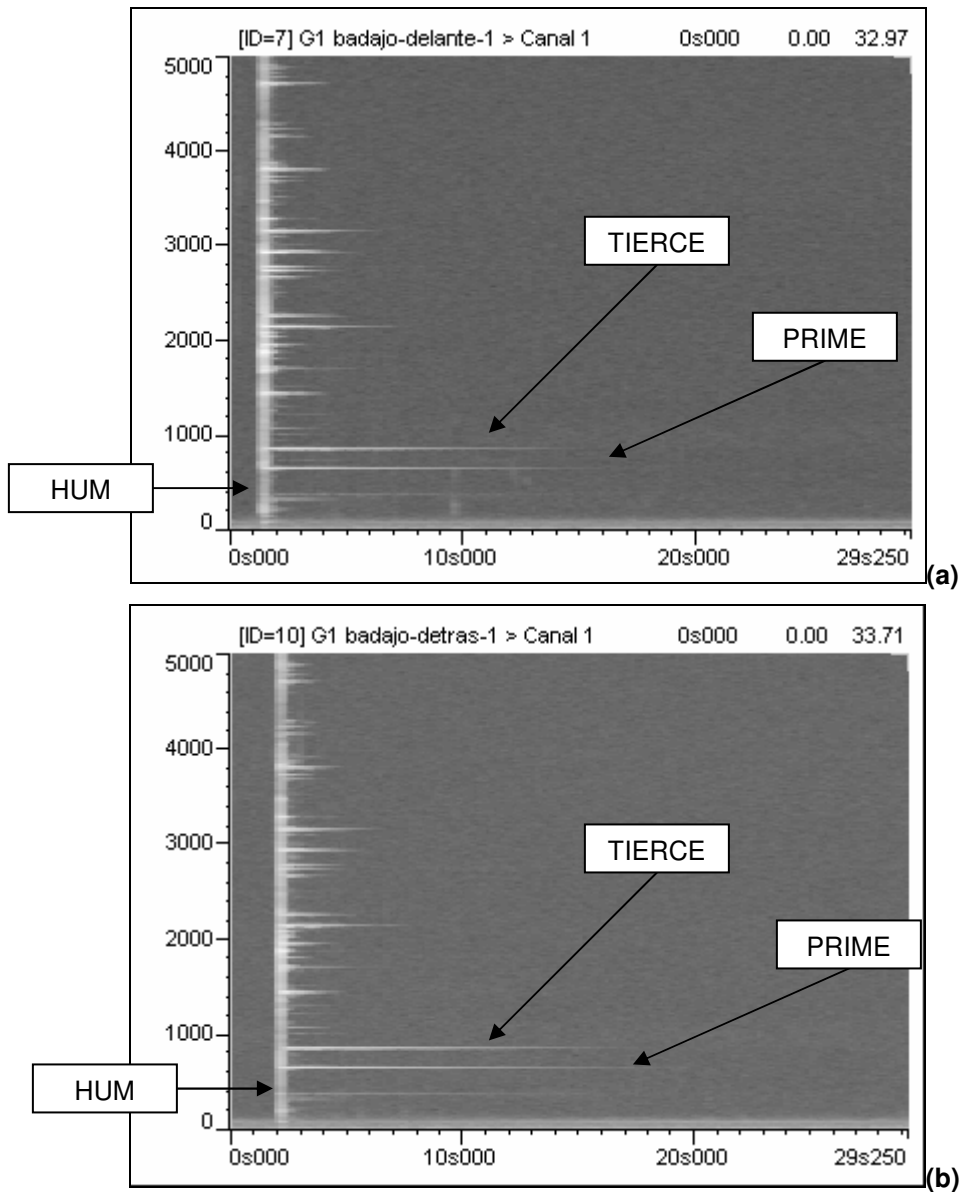 [ID=7] G1 badajo-delante-1 > Canal 1 0s000 0.00 32.97
5000
4000
3000
TIERCE
2000
PRIME
1000
HUM
0
0s000 10s000 20s000 29s250
(a)
[ID=10] G1 badajo-detras-1 > Canal 1 0s000 0.00 33.71
5000
4000
3000
TIERCE
2000
PRIME
1000
HUM
0
0s000 10s000 20s000 29s250
(b)